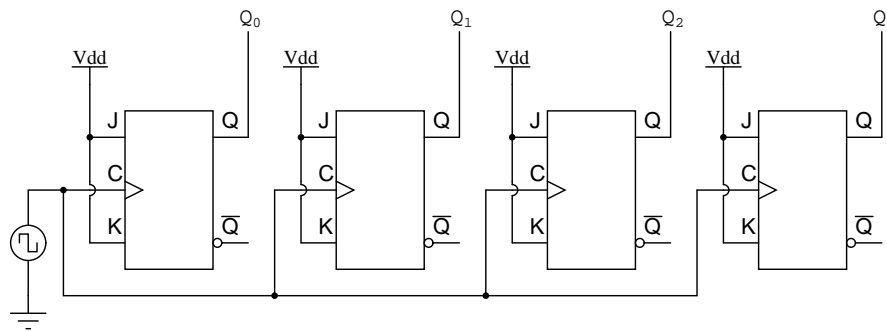 Q₀ Q₁ Q₂ Q
Vdd Vdd Vdd Vdd
J Q J Q J Q J Q
C C C C
K Q̅ K Q̅ K Q̅ K Q̅